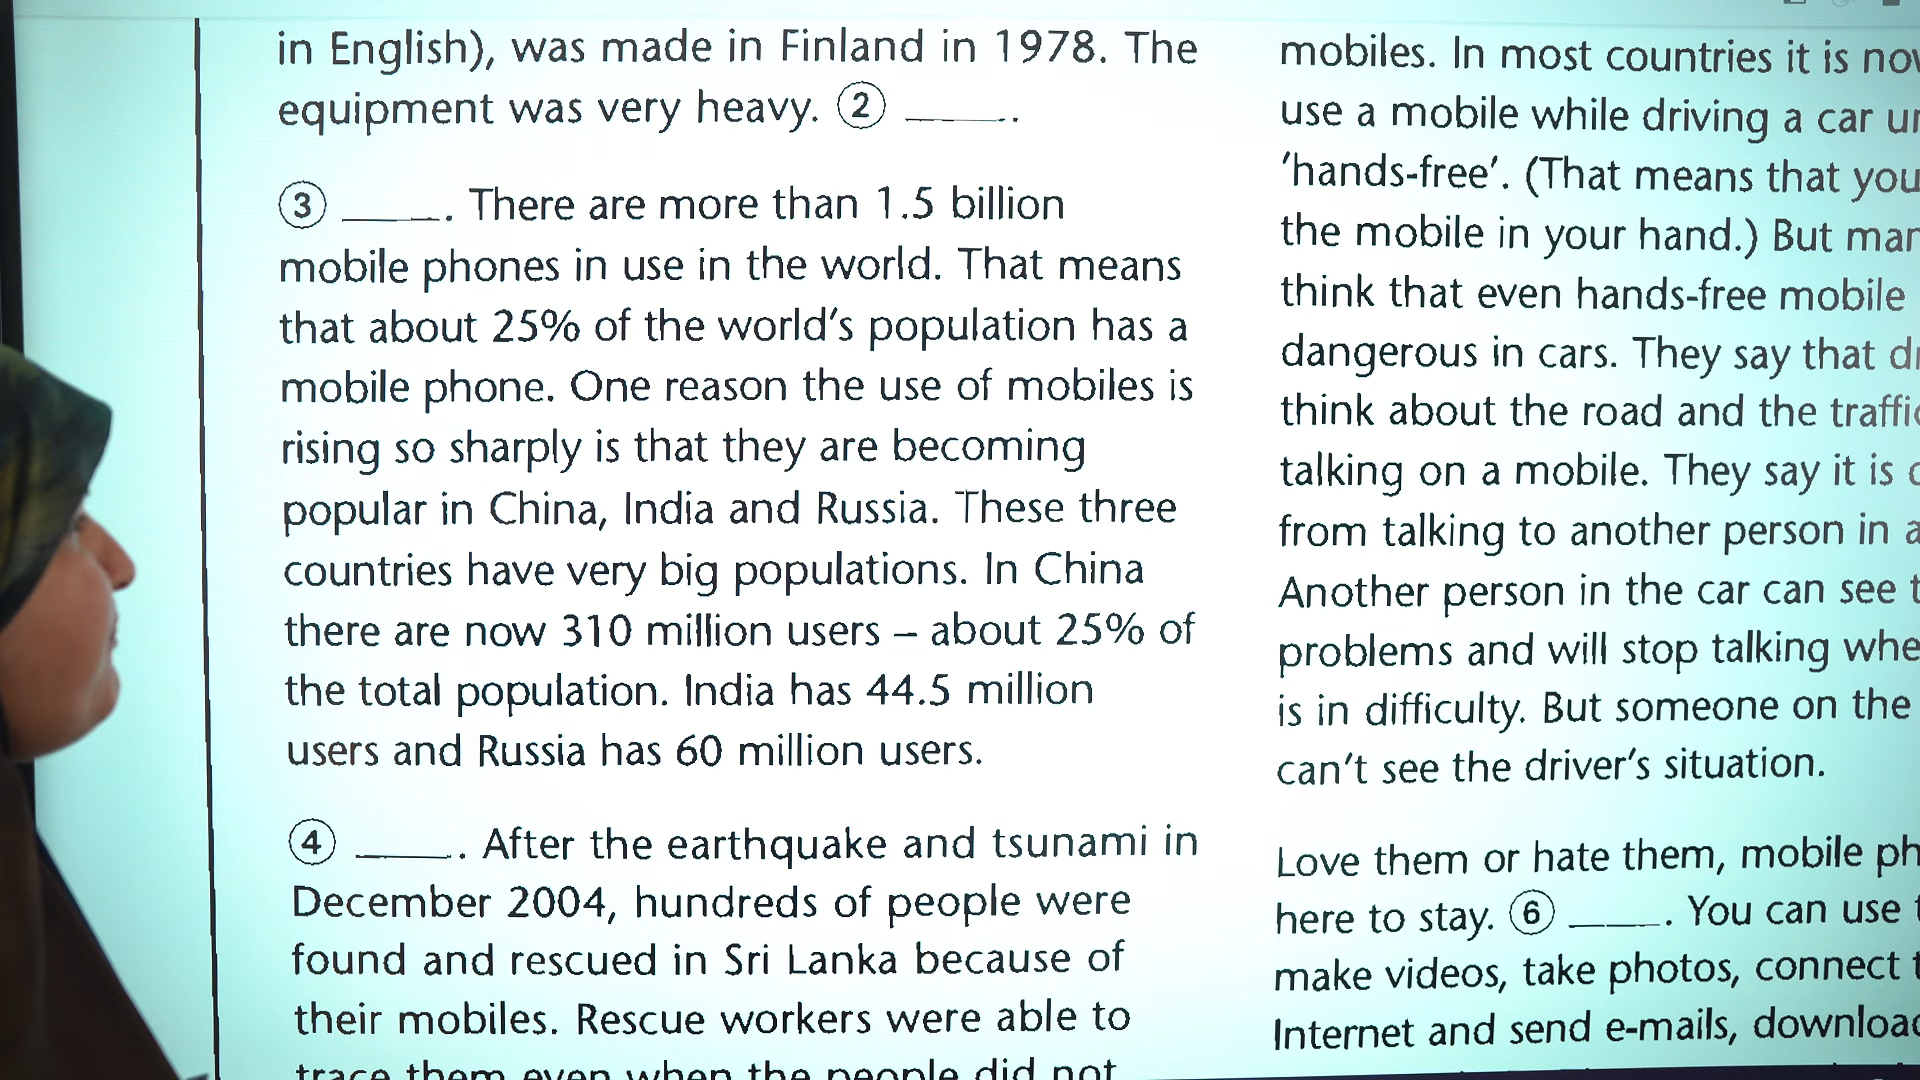 in English), was made in Finland in 1978. The
equipment was very heavy. ② _____.
③ _____. There are more than 1.5 billion
mobile phones in use in the world. That means
that about 25% of the world's population has a
mobile phone. One reason the use of mobiles is
rising so sharply is that they are becoming
popular in China, India and Russia. These three
countries have very big populations. In China
there are now 310 million users – about 25% of
the total population. India has 44.5 million
users and Russia has 60 million users.
④ _____. After the earthquake and tsunami in
December 2004, hundreds of people were
found and rescued in Sri Lanka because of
their mobiles. Rescue workers were able to
trace them even when the people did not
mobiles. In most countries it is
use a mobile while driving a car
'hands-free'. (That means that you
the mobile in your hand.) But
think that even hands-free mobile
dangerous in cars. They say that
think about the road and the
talking on a mobile. They say it is
from talking to another person in
Another person in the car can see
problems and will stop talking
is in difficulty. But someone on the
can't see the driver's situation.
Love them or hate them, mobile
here to stay. ⑥ _____. You can use
make videos, take photos, connect
Internet and send e-mails,